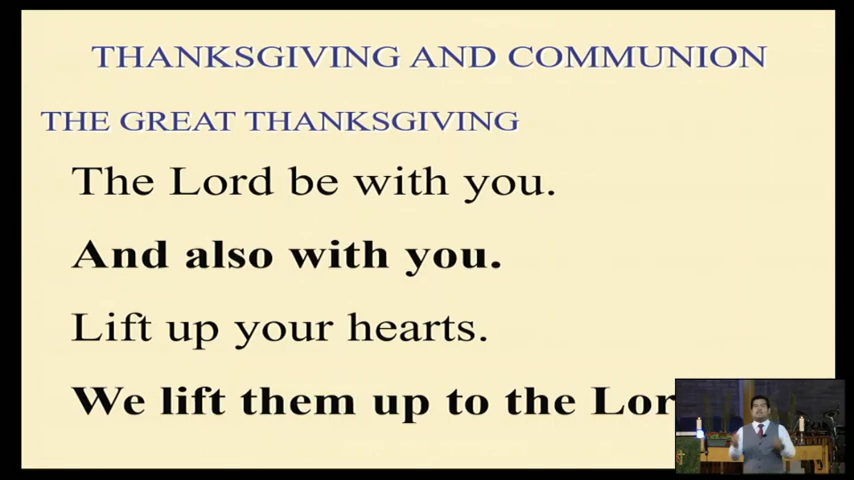 THANKSGIVING AND COMMUNION
THE GREAT THANKSGIVING
The Lord be with you.
And also with you.
Lift up your hearts.
We lift them up to the Lor